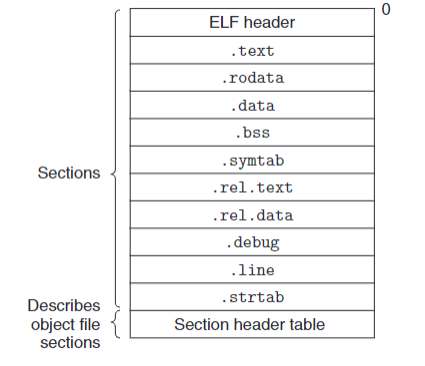 0
ELF header
.text
.rodata
.data
.bss
.symtab
Sections
.rel.text
.rel.data
.debug
.line
.strtab
Describes
object file
sections
Section header table